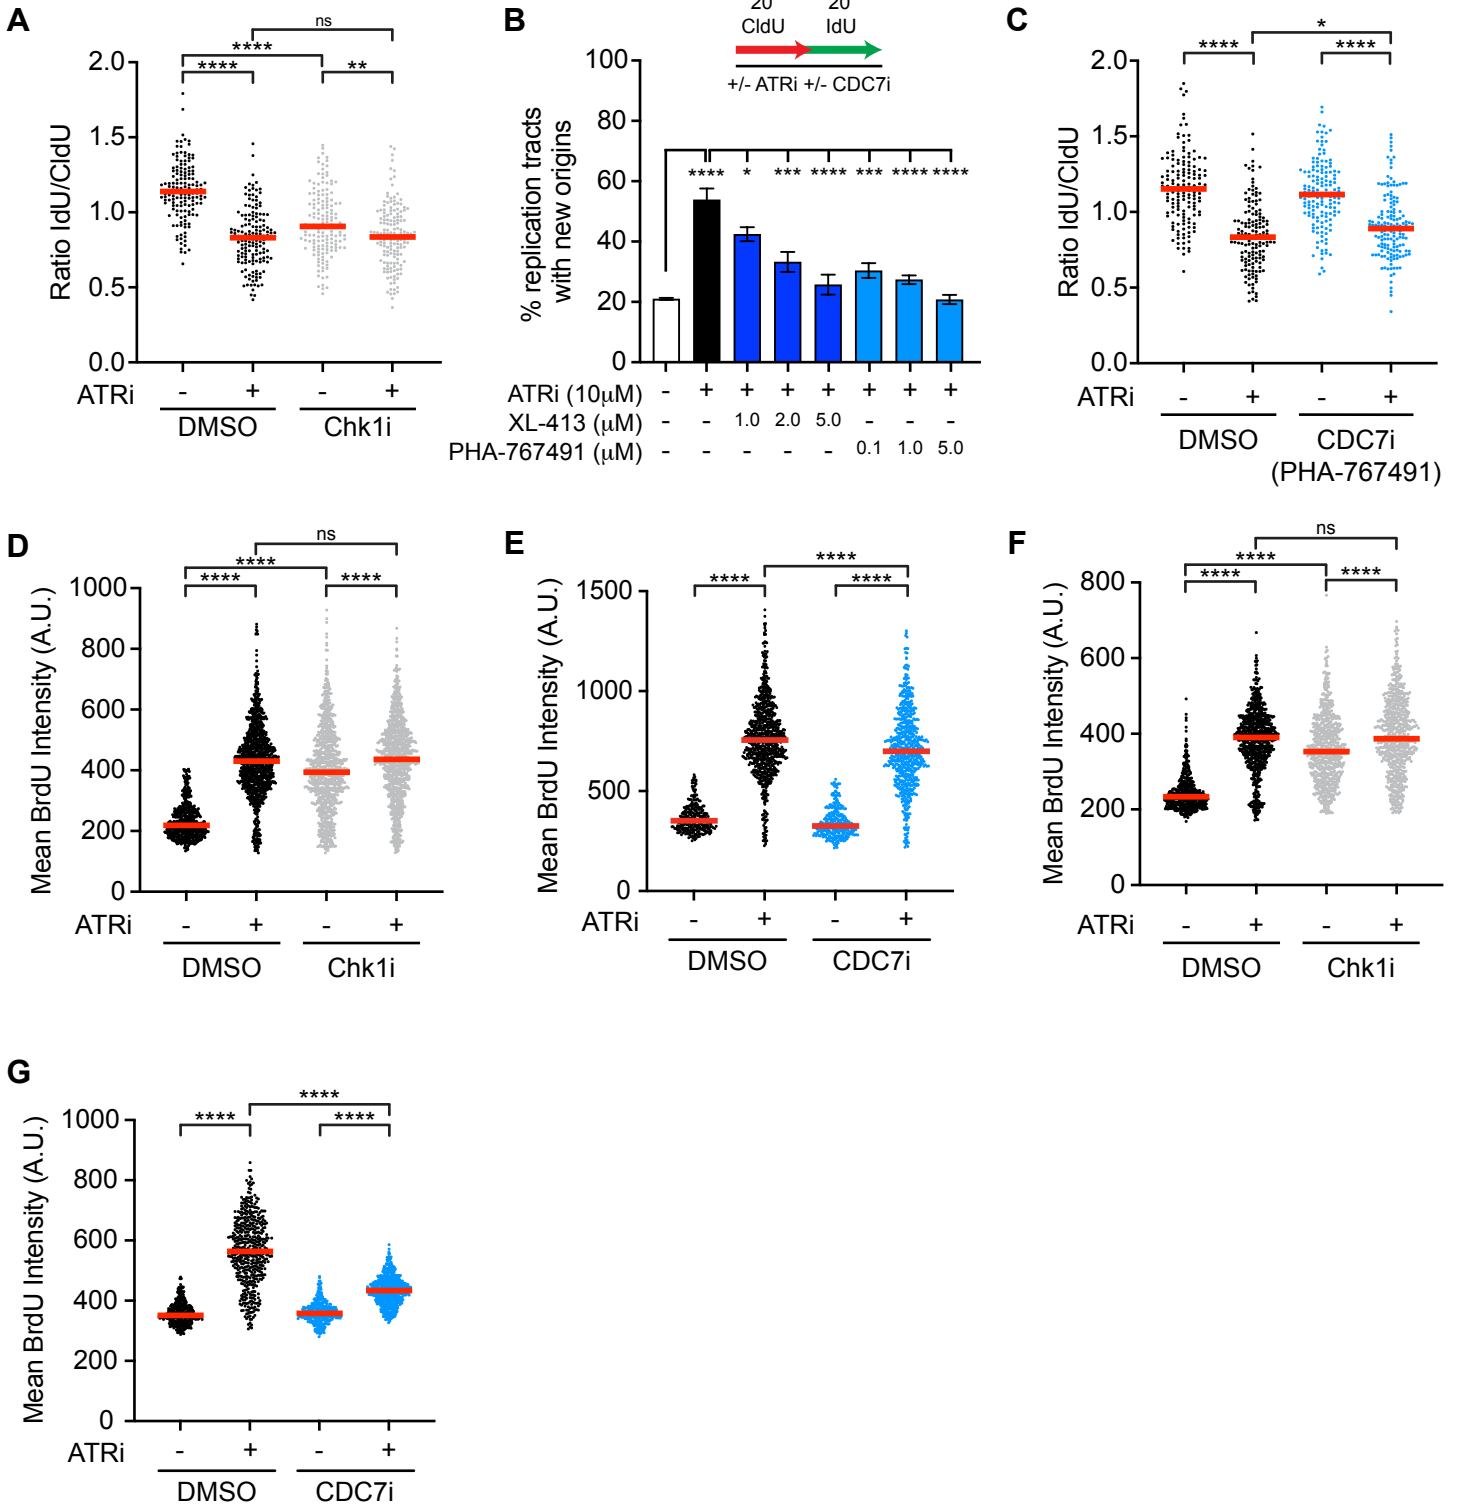 A
ns
****
****
**
Ratio IdU/CldU
2.0
1.5
1.0
0.5
0.0
ATRi
- + - +
DMSO Chk1i
B
20 20
CldU IdU
+/- ATRi +/- CDC7i
% replication tracts
with new origins
100
80
60
40
20
0
**** * *** **** *** **** ****
ATRi (10μM) - + + + + + + +
XL-413 (μM) - - 1.0 2.0 5.0 - - -
PHA-767491 (μM) - - - - - 0.1 1.0 5.0
C
*
**** ****
Ratio IdU/CldU
2.0
1.5
1.0
0.5
0.0
ATRi
- + - +
DMSO CDC7i
(PHA-767491)
D
ns
****
**** ****
Mean BrdU Intensity (A.U.)
1000
800
600
400
200
0
ATRi
- + - +
DMSO Chk1i
E
****
**** ****
Mean BrdU Intensity (A.U.)
1500
1000
500
0
ATRi
- + - +
DMSO CDC7i
F
ns
****
**** ****
Mean BrdU Intensity (A.U.)
800
600
400
200
0
ATRi
- + - +
DMSO Chk1i
G
****
**** ****
Mean BrdU Intensity (A.U.)
1000
800
600
400
200
0
ATRi
- + - +
DMSO CDC7i